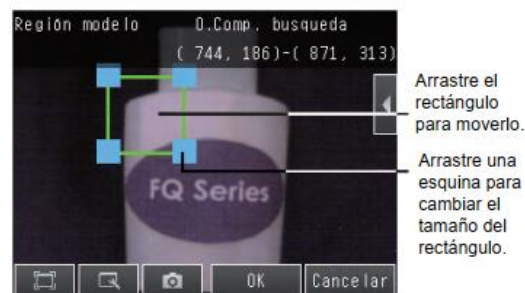 Región modelo 0.Comp. busqueda
( 744, 186)-( 871, 313)
Arrastre el
rectángulo
para moverlo.
Arrastre una
esquina para
cambiar el
tamaño del
rectángulo.
FQ Series
OK Cancelar